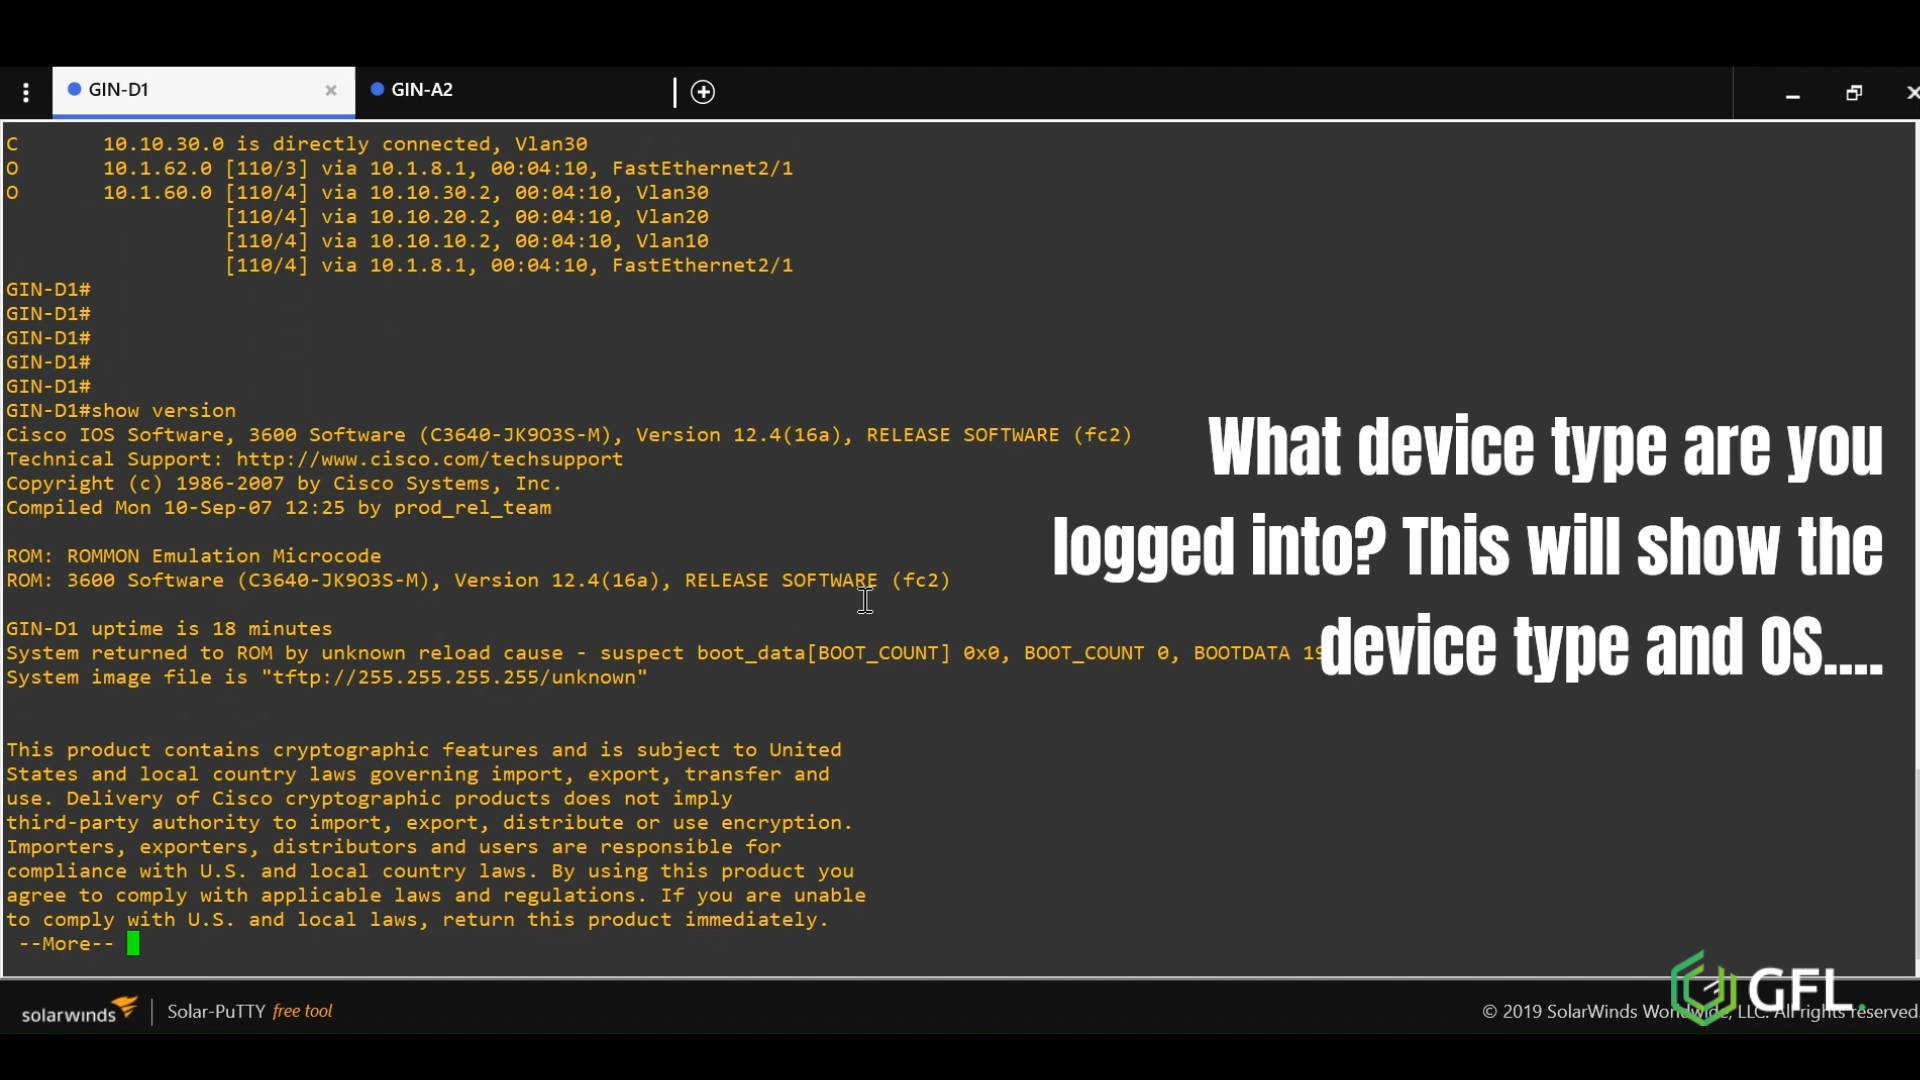 GIN-D1
GIN-A2
C 10.10.30.0 is directly connected, Vlan30
O 10.1.62.0 [110/3] via 10.1.8.1, 00:04:10, FastEthernet2/1
O 10.1.60.0 [110/4] via 10.10.30.2, 00:04:10, Vlan30
[110/4] via 10.10.20.2, 00:04:10, Vlan20
[110/4] via 10.10.10.2, 00:04:10, Vlan10
[110/4] via 10.1.8.1, 00:04:10, FastEthernet2/1
GIN-D1#
GIN-D1#
GIN-D1#
GIN-D1#
GIN-D1#
GIN-D1#show version
Cisco IOS Software, 3600 Software (C3640-JK9O3S-M), Version 12.4(16a), RELEASE SOFTWARE (fc2)
Technical Support: http://www.cisco.com/techsupport
Copyright (c) 1986-2007 by Cisco Systems, Inc.
Compiled Mon 10-Sep-07 12:25 by prod_rel_team
ROM: ROMMON Emulation Microcode
ROM: 3600 Software (C3640-JK9O3S-M), Version 12.4(16a), RELEASE SOFTWARE (fc2)
GIN-D1 uptime is 18 minutes
System returned to ROM by unknown reload cause - suspect boot_data[BOOT_COUNT] 0x0, BOOT_COUNT 0, BOOTDATA
System image file is "tftp://255.255.255.255/unknown"
This product contains cryptographic features and is subject to United
States and local country laws governing import, export, transfer and
use. Delivery of Cisco cryptographic products does not imply
third-party authority to import, export, distribute or use encryption.
Importers, exporters, distributors and users are responsible for
compliance with U.S. and local country laws. By using this product you
agree to comply with applicable laws and regulations. If you are unable
to comply with U.S. and local laws, return this product immediately.
--More--
What device type are you
logged into? This will show the
device type and OS....
solarwinds
Solar-PuTTY free tool
GFL.
© 2019 SolarWinds Worldwide, LLC. All rights reserved.